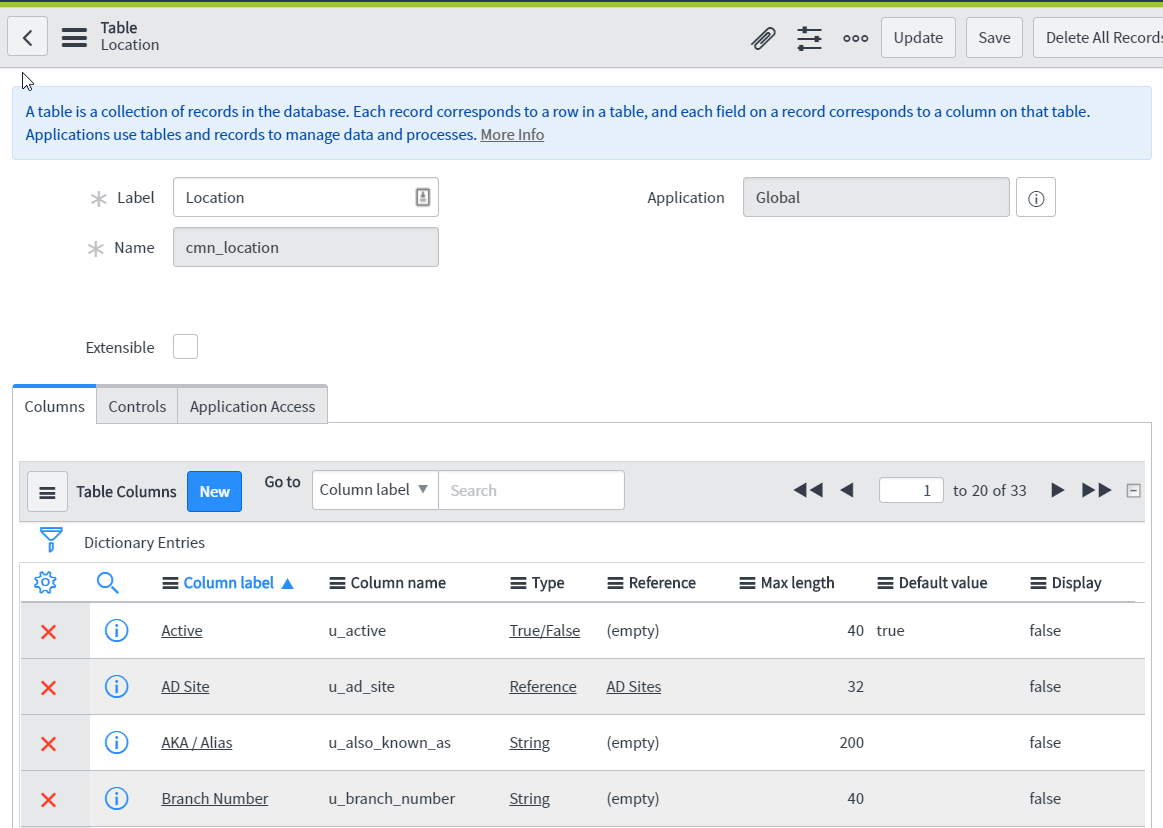 Table
Location
Update
Save
Delete All Records
A table is a collection of records in the database. Each record corresponds to a row in a table, and each field on a record corresponds to a column on that table.
Applications use tables and records to manage data and processes. More Info
Label Location Application Global
Name cmn_location
Extensible
Columns Controls Application Access
Table Columns New Go to Column label Search 1 to 20 of 33
Dictionary Entries
Column label Column name Type Reference Max length Default value Display
Active u_active True/False (empty) 40 true false
AD Site u_ad_site Reference AD Sites 32 false
AKA / Alias u_also_known_as String (empty) 200 false
Branch Number u_branch_number String (empty) 40 false